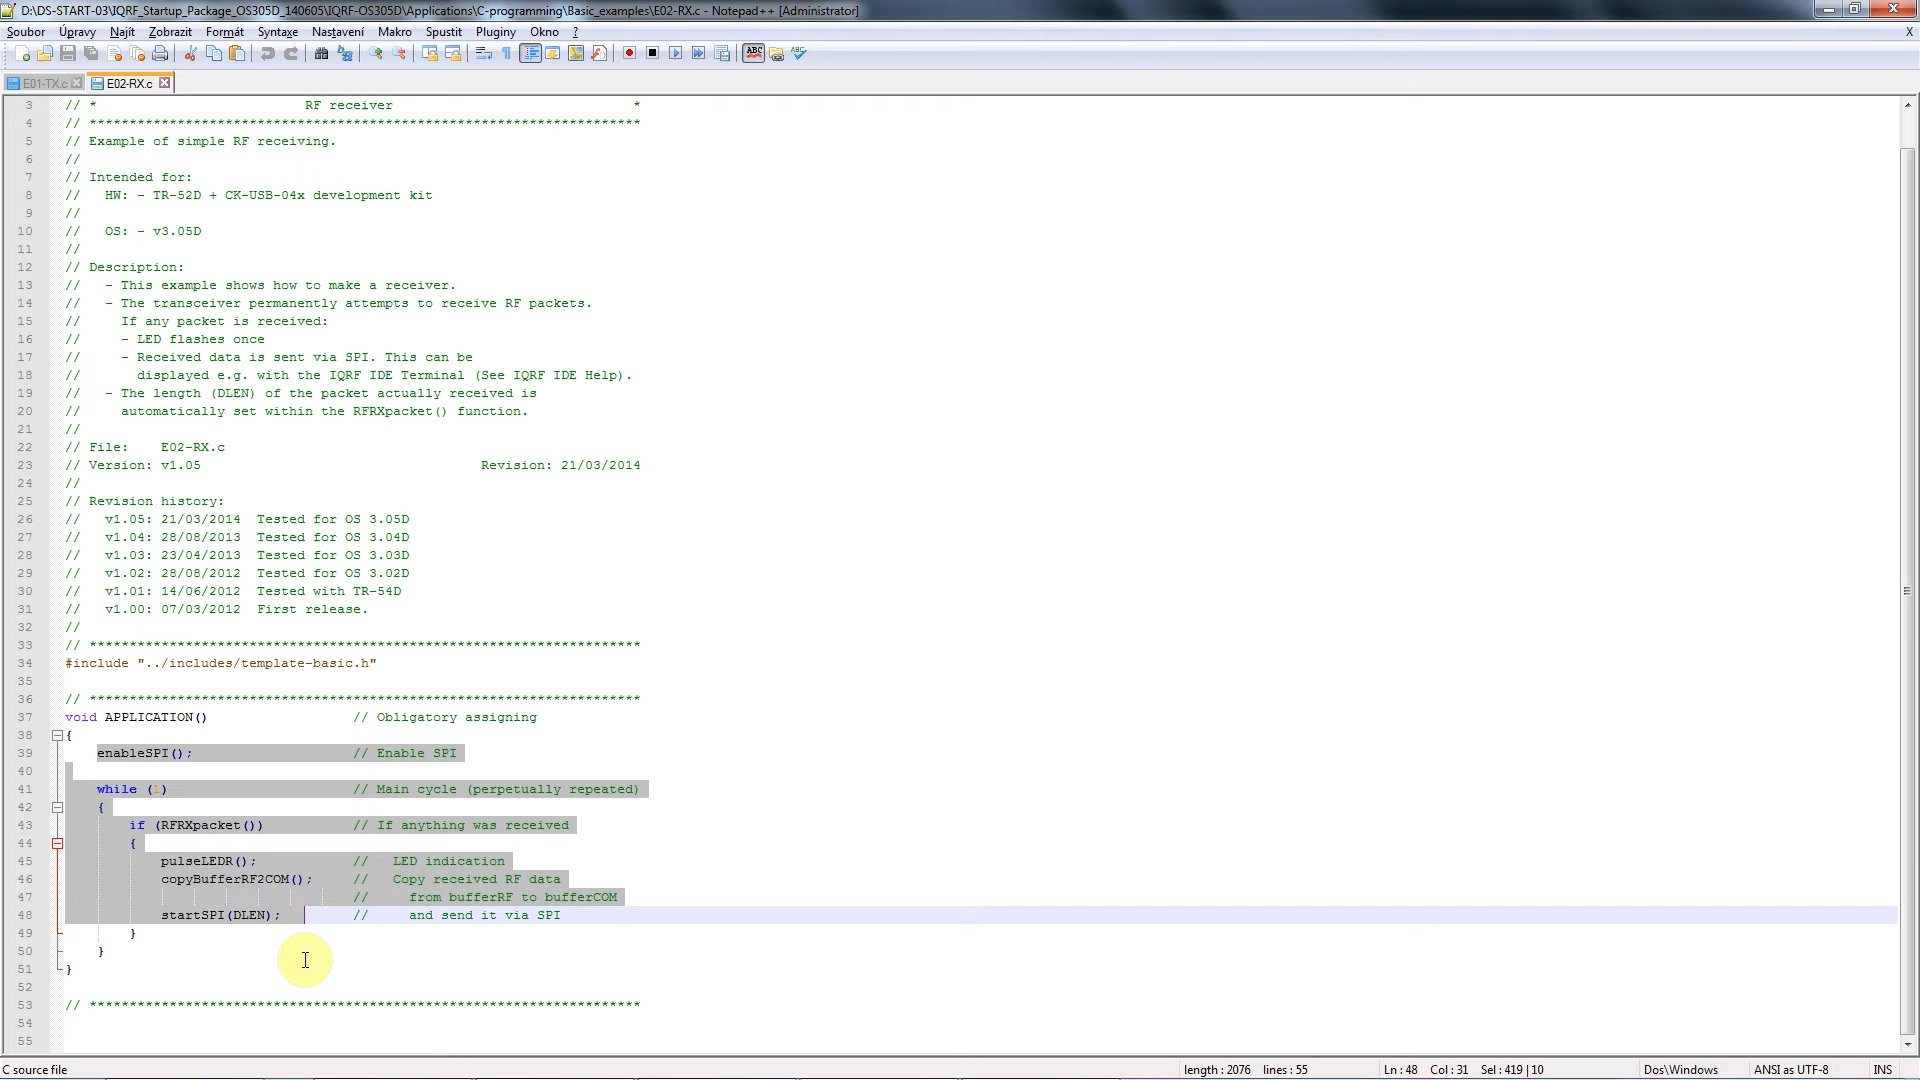 D:\DS-START-03\IQRF_Startup_Package_OS305D_140605\IQRF-OS305D\Applications\C-programming\Basic_examples\E02-RX.c - Notepad++ [Administrator]
Soubor Úpravy Najít Zobrazit Formát Syntaxe Nastavení Makro Spustit Pluginy Okno ? X
E01-TX.c E02-RX.c
3 // * RF receiver *
4 // *********************************************************************
5 // Example of simple RF receiving.
6 //
7 // Intended for:
8 // HW: - TR-52D + CK-USB-04x development kit
9 //
10 // OS: - v3.05D
11 //
12 // Description:
13 // - This example shows how to make a receiver.
14 // - The transceiver permanently attempts to receive RF packets.
15 // If any packet is received:
16 // - LED flashes once
17 // - Received data is sent via SPI. This can be
18 // displayed e.g. with the IQRF IDE Terminal (See IQRF IDE Help).
19 // - The length (DLEN) of the packet actually received is
20 // automatically set within the RFRXpacket() function.
21 //
22 // File: E02-RX.c
23 // Version: v1.05 Revision: 21/03/2014
24 //
25 // Revision history:
26 // v1.05: 21/03/2014 Tested for OS 3.05D
27 // v1.04: 28/08/2013 Tested for OS 3.04D
28 // v1.03: 23/04/2013 Tested for OS 3.03D
29 // v1.02: 28/08/2012 Tested for OS 3.02D
30 // v1.01: 14/06/2012 Tested with TR-54D
31 // v1.00: 07/03/2012 First release.
32 //
33 // *********************************************************************
34 #include "../includes/template-basic.h"
35
36 // *********************************************************************
37 void APPLICATION() // Obligatory assigning
38 {
39 enableSPI(); // Enable SPI
40
41 while (1) // Main cycle (perpetually repeated)
42 {
43 if (RFRXpacket()) // If anything was received
44 {
45 pulseLEDR(); // LED indication
46 copyBufferRF2COM(); // Copy received RF data
47 // from bufferRF to bufferCOM
48 startSPI(DLEN); // and send it via SPI
49 }
50 }
51 }
52
53 // *********************************************************************
54
55
C source file length : 2076 lines : 55 Ln : 48 Col : 31 Sel : 419 | 10 Dos\Windows ANSI as UTF-8 INS